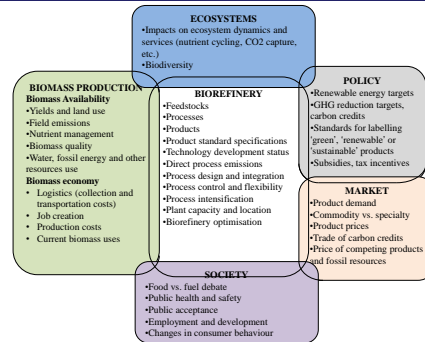 ECOSYSTEMS
•Impacts on ecosystem dynamics and
services (nutrient cycling, CO2 capture,
etc.)
•Biodiversity
BIOMASS PRODUCTION
Biomass Availability
•Yields and land use
•Field emissions
•Nutrient management
•Biomass quality
•Water, fossil energy and other
resources use
Biomass economy
• Logistics (collection and
transportation costs)
• Job creation
• Production costs
• Current biomass uses
BIOREFINERY
•Feedstocks
•Processes
•Products
•Product standard specifications
•Technology development status
•Direct process emissions
•Process design and integration
•Process control and flexibility
•Process intensification
•Plant capacity and location
•Biorefinery optimisation
POLICY
•Renewable energy targets
•GHG reduction targets,
carbon credits
•Standards for labelling
'green', 'renewable' or
'sustainable' products
•Subsidies, tax incentives
MARKET
•Product demand
•Commodity vs. specialty
•Product prices
•Trade of carbon credits
•Price of competing products
and fossil resources
SOCIETY
•Food vs. fuel debate
•Public health and safety
•Public acceptance
•Employment and development
•Changes in consumer behaviour